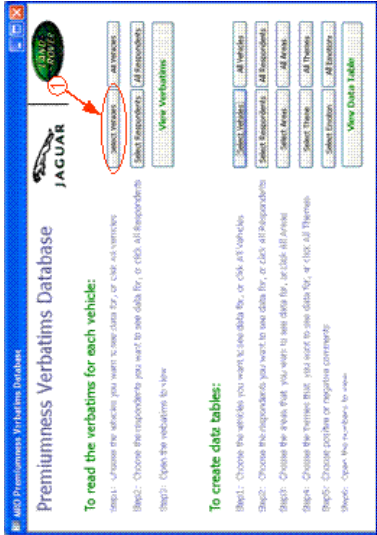 MRD Premiumness Verbatims Database
Premiumness Verbatims Database
JAGUAR
LAND-
ROVER
1
To read the verbatims for each vehicle:
Step1: Choose the vehicles you want to see data for, or click All Vehicles
Select Vehicles
All Vehicles
Step2: Choose the respondents you want to see data for, or click All Respondents
Select Respondents
All Respondents
Step3: Open the verbatims to view
View Verbatims
To create data tables:
Step1: Choose the vehicles you want to see data for, or click All Vehicles
Select Vehicles
All Vehicles
Step2: Choose the respondents you want to see data for, or click All Respondents
Select Respondents
All Respondents
Step3: Choose the areas that you want to see data for, or click All Areas
Select Areas
All Areas
Step4: Choose the themes that you want to see data for, or click All Themes
Select Theme
All Themes
Step5: Choose positive or negative comments
Select Emotion
All Emotions
Step6: Open the numbers to view
View Data Table